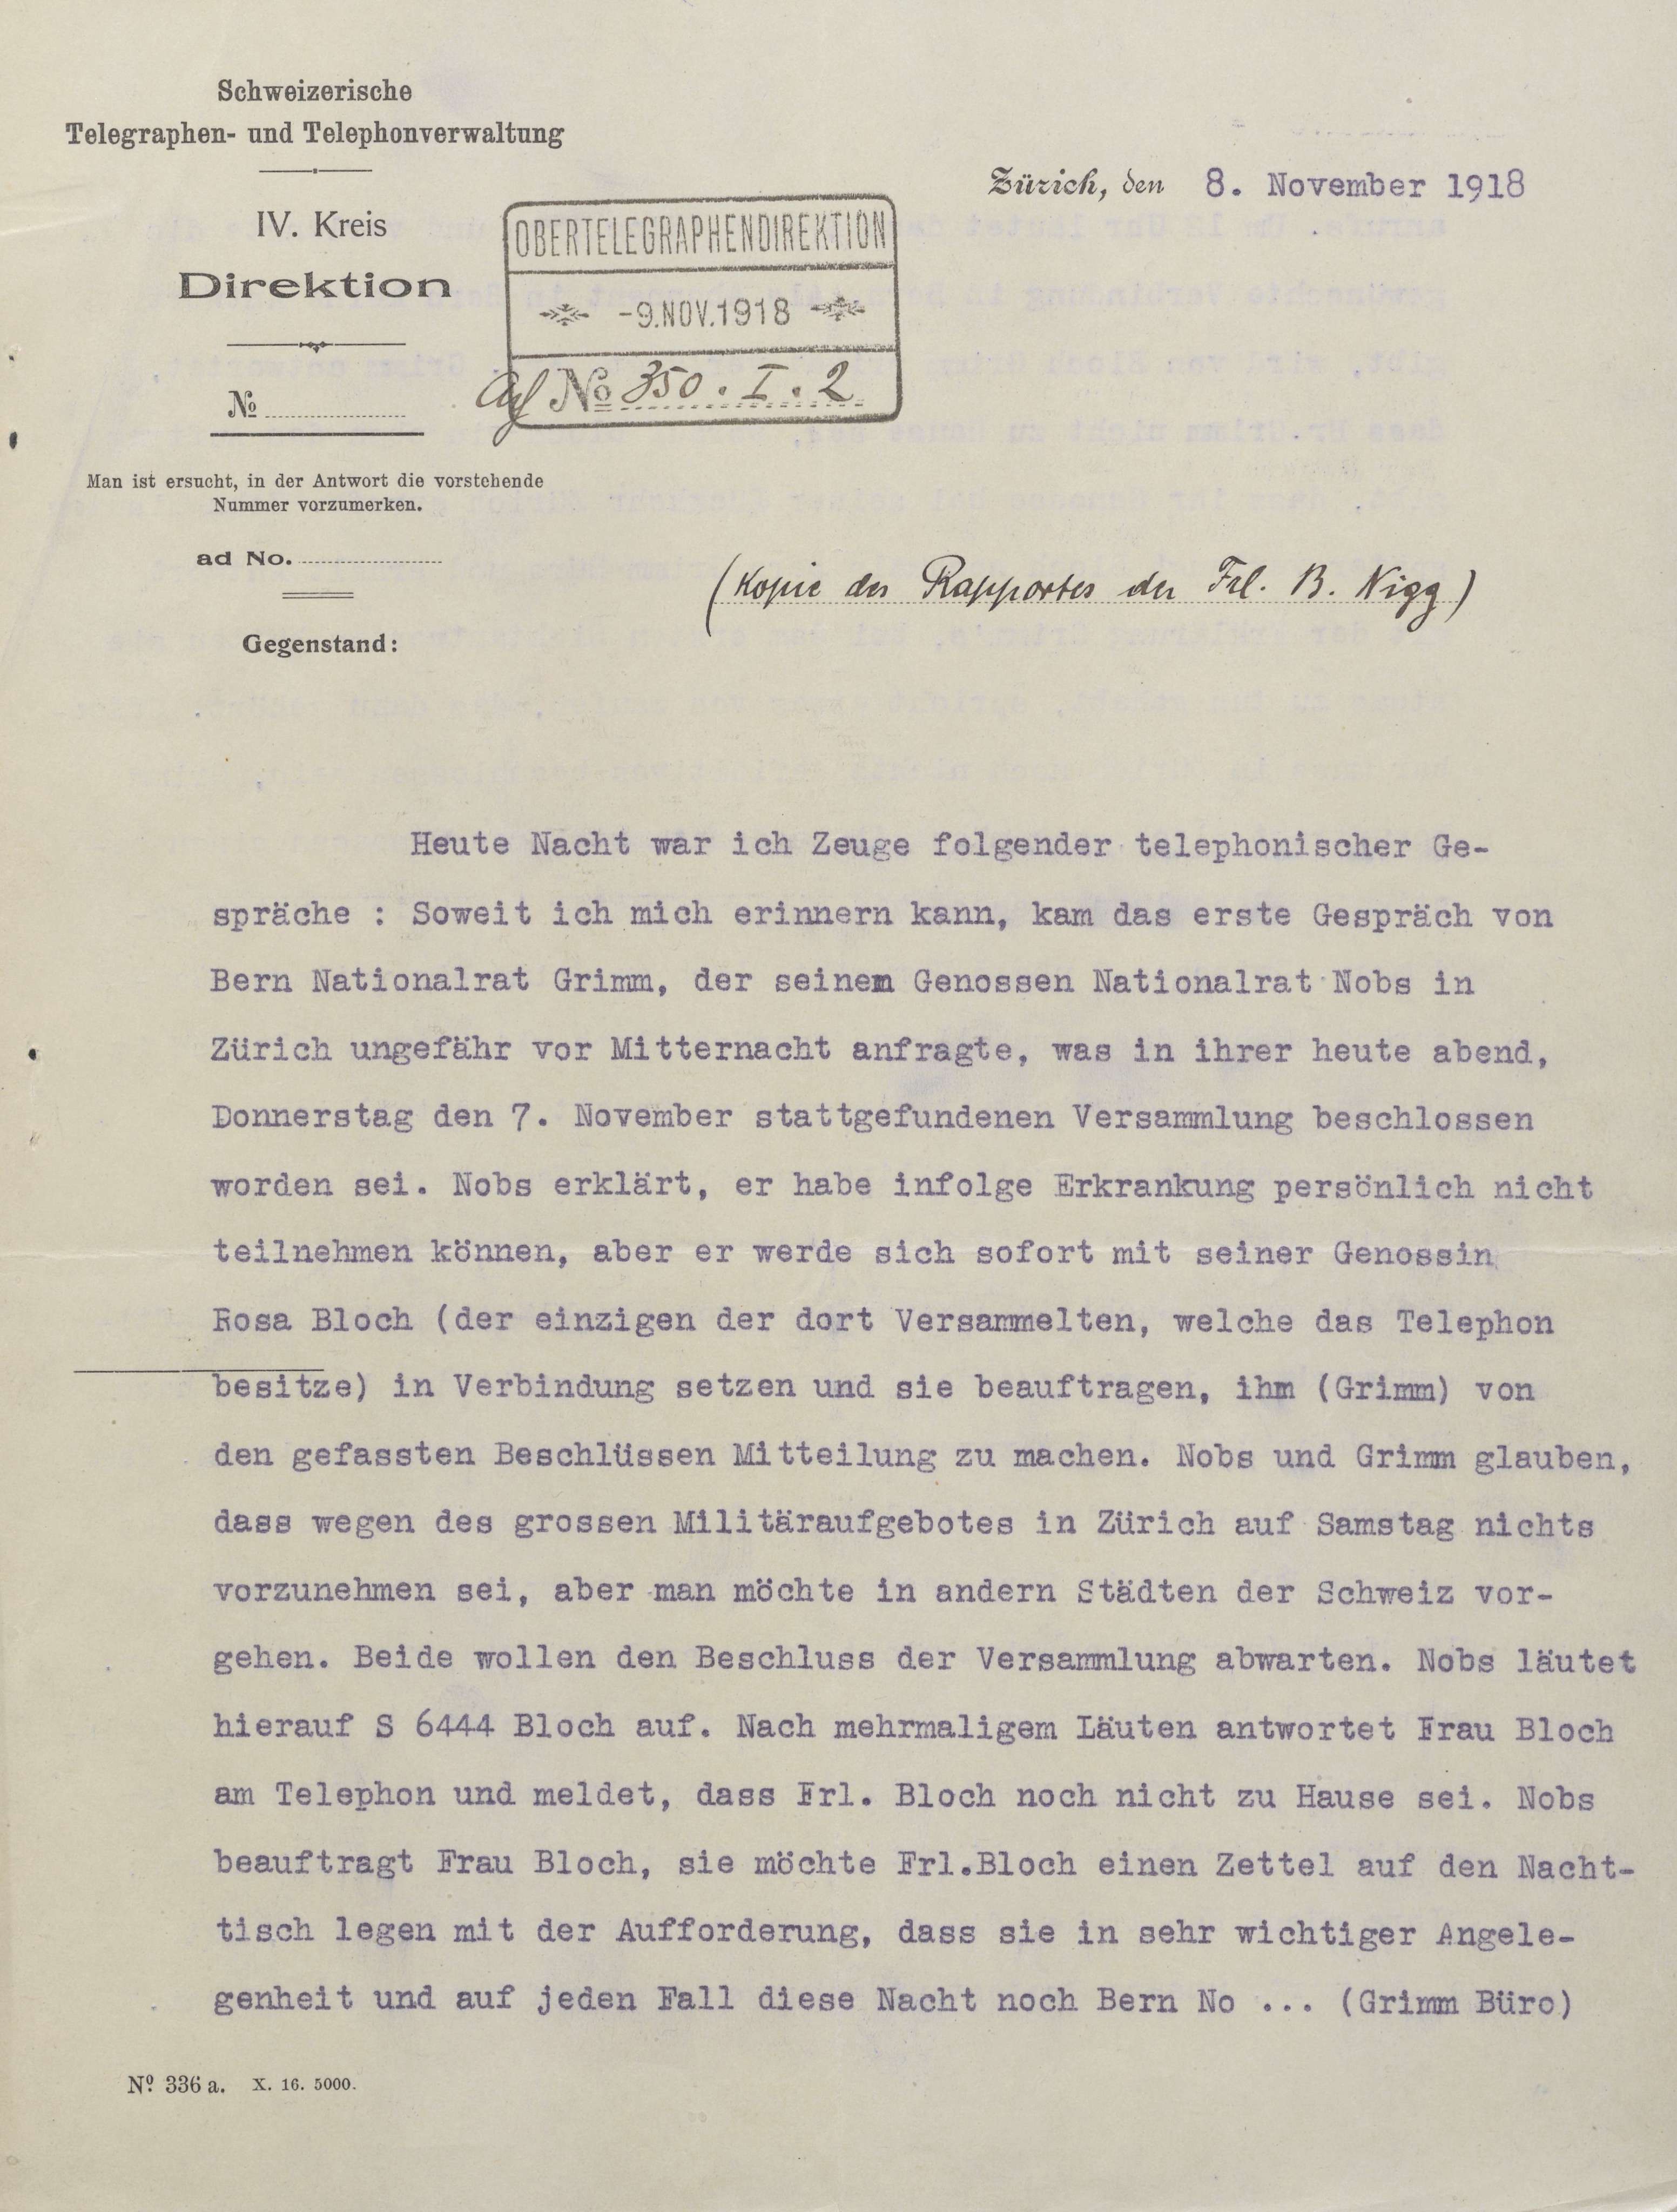 Schweizerische
Telegraphen- und Telephonverwaltung
IV. Kreis
Direktion
No
Man ist ersucht, in der Antwort die vorstehende
Nummer vorzumerken.
ad No.
Gegenstand:
Zürich, den 8. November 1918
OBERTELEGRAPHENDIREKTION
-9.NOV.1918
No 350. I. 2
(Kopie des Rapportes der Frl. B. Nigg)
Heute Nacht war ich Zeuge folgender telephonischer Ge-
spräche : Soweit ich mich erinnern kann, kam das erste Gespräch von
Bern Nationalrat Grimm, der seinem Genossen Nationalrat Nobs in
Zürich ungefähr vor Mitternacht anfragte, was in ihrer heute abend,
Donnerstag den 7. November stattgefundenen Versammlung beschlossen
worden sei. Nobs erklärt, er habe infolge Erkrankung persönlich nicht
teilnehmen können, aber er werde sich sofort mit seiner Genossin
Rosa Bloch (der einzigen der dort Versammelten, welche das Telephon
besitze) in Verbindung setzen und sie beauftragen, ihm (Grimm) von
den gefassten Beschlüssen Mitteilung zu machen. Nobs und Grimm glauben,
dass wegen des grossen Militäraufgebotes in Zürich auf Samstag nichts
vorzunehmen sei, aber man möchte in andern Städten der Schweiz vor-
gehen. Beide wollen den Beschluss der Versammlung abwarten. Nobs läutet
hierauf S 6444 Bloch auf. Nach mehrmaligem Läuten antwortet Frau Bloch
am Telephon und meldet, dass Frl. Bloch noch nicht zu Hause sei. Nobs
beauftragt Frau Bloch, sie möchte Frl.Bloch einen Zettel auf den Nacht-
tisch legen mit der Aufforderung, dass sie in sehr wichtiger Angele-
genheit und auf jeden Fall diese Nacht noch Bern No ... (Grimm Büro)
No 336 a. X. 16. 5000.